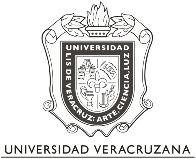 UNIVERSIDAD
LIS DE VERACRUZ: ARTE, CIENCIA, LUZ
UNIVERSIDAD VERACRUZANA